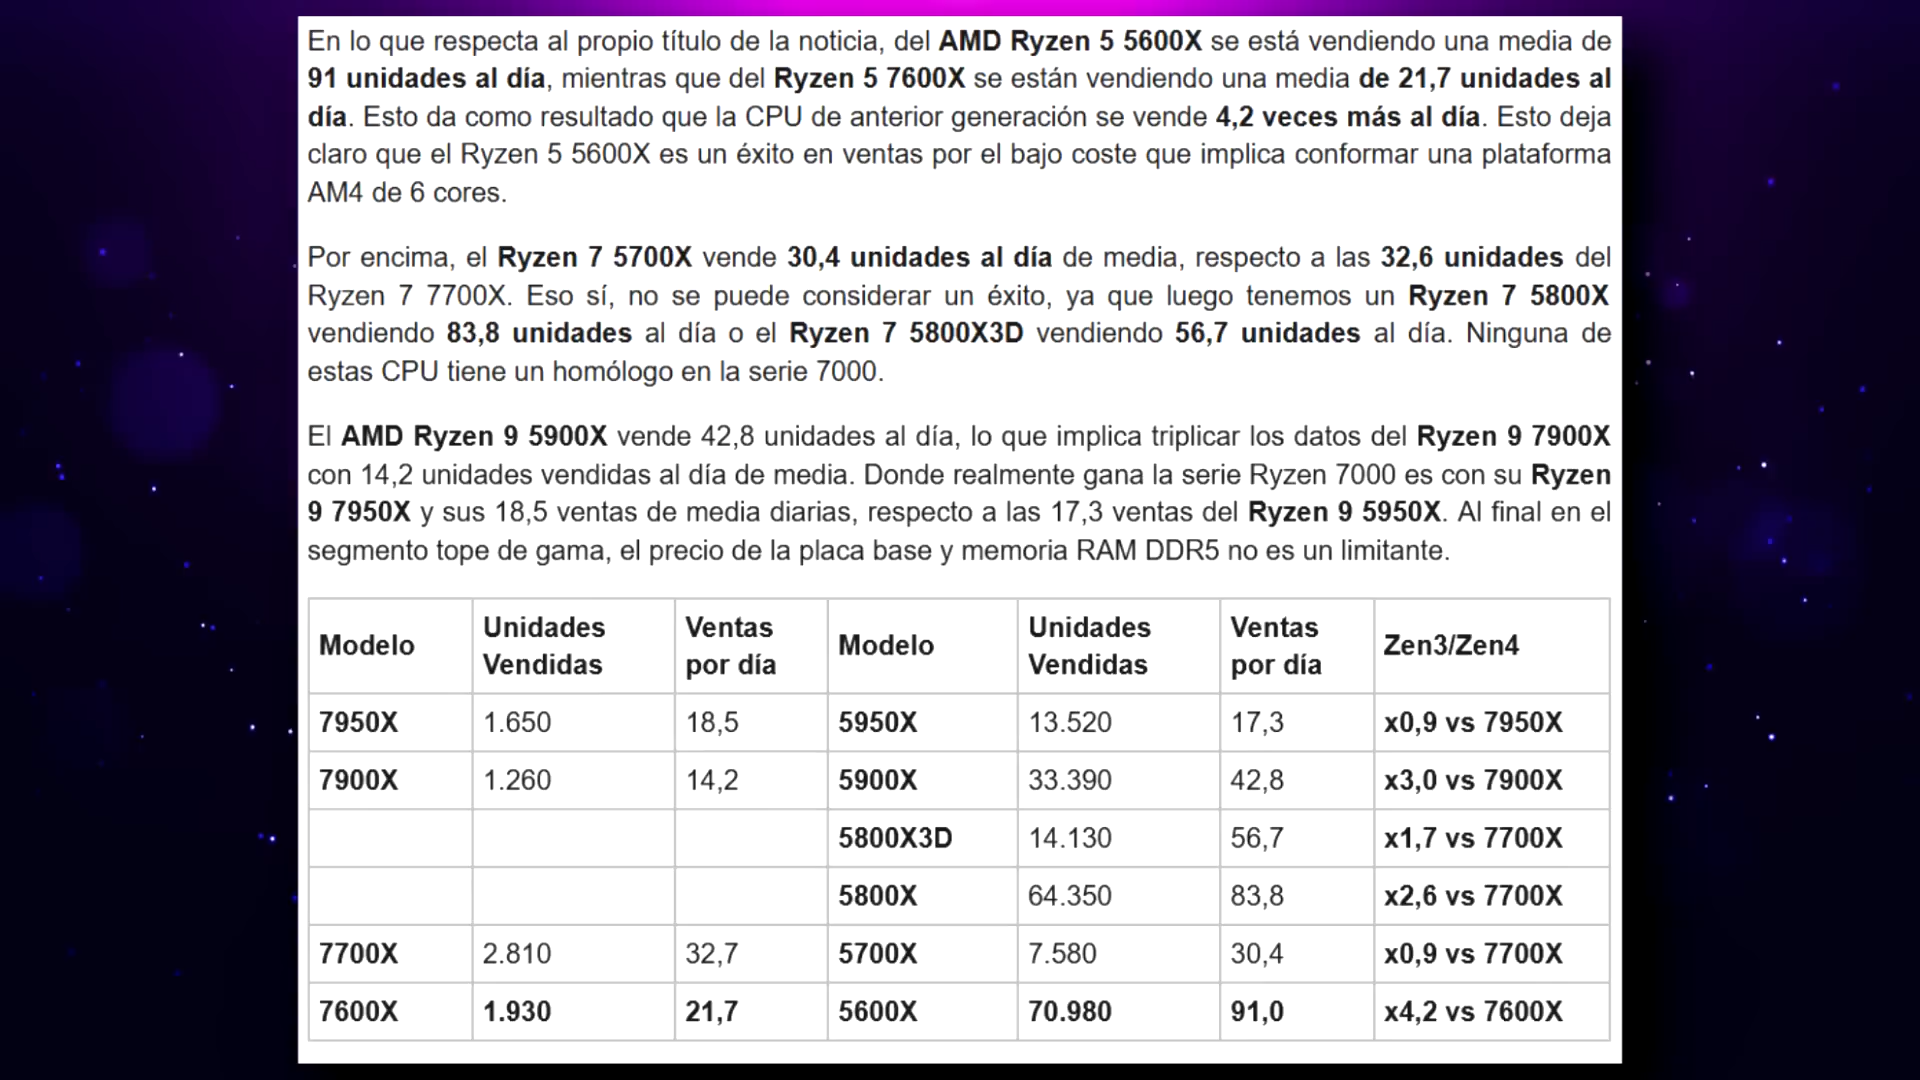 En lo que respecta al propio título de la noticia, del AMD Ryzen 5 5600X se está vendiendo una media de
91 unidades al día, mientras que del Ryzen 5 7600X se están vendiendo una media de 21,7 unidades al
día. Esto da como resultado que la CPU de anterior generación se vende 4,2 veces más al día. Esto deja
claro que el Ryzen 5 5600X es un éxito en ventas por el bajo coste que implica conformar una plataforma
AM4 de 6 cores.
Por encima, el Ryzen 7 5700X vende 30,4 unidades al día de media, respecto a las 32,6 unidades del
Ryzen 7 7700X. Eso sí, no se puede considerar un éxito, ya que luego tenemos un Ryzen 7 5800X
vendiendo 83,8 unidades al día o el Ryzen 7 5800X3D vendiendo 56,7 unidades al día. Ninguna de
estas CPU tiene un homólogo en la serie 7000.
El AMD Ryzen 9 5900X vende 42,8 unidades al día, lo que implica triplicar los datos del Ryzen 9 7900X
con 14,2 unidades vendidas al día de media. Donde realmente gana la serie Ryzen 7000 es con su Ryzen
9 7950X y sus 18,5 ventas de media diarias, respecto a las 17,3 ventas del Ryzen 9 5950X. Al final en el
segmento tope de gama, el precio de la placa base y memoria RAM DDR5 no es un limitante.
Modelo Unidades Vendidas Ventas por día Modelo Unidades Vendidas Ventas por día Zen3/Zen4
7950X 1.650 18,5 5950X 13.520 17,3 x0,9 vs 7950X
7900X 1.260 14,2 5900X 33.390 42,8 x3,0 vs 7900X
5800X3D 14.130 56,7 x1,7 vs 7700X
5800X 64.350 83,8 x2,6 vs 7700X
7700X 2.810 32,7 5700X 7.580 30,4 x0,9 vs 7700X
7600X 1.930 21,7 5600X 70.980 91,0 x4,2 vs 7600X